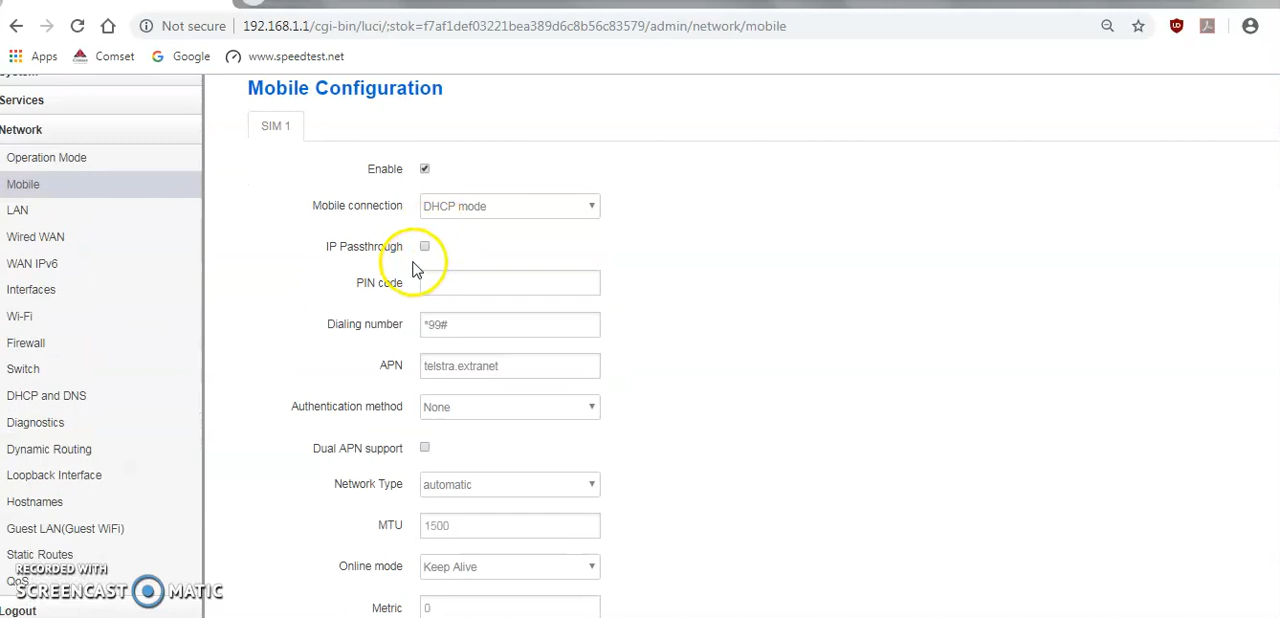 Not secure 192.168.1.1/cgi-bin/luci/;stok=f7af1def03221bea389d6c8b56c83579/admin/network/mobile
Apps Comset Google www.speedtest.net
System
Services
Network
Operation Mode
Mobile
LAN
Wired WAN
WAN IPv6
Interfaces
Wi-Fi
Firewall
Switch
DHCP and DNS
Diagnostics
Dynamic Routing
Loopback Interface
Hostnames
Guest LAN(Guest WiFi)
Static Routes
QoS
Logout
Mobile Configuration
SIM 1
Enable
Mobile connection DHCP mode
IP Passthrough
PIN code
Dialing number *99#
APN telstra.extranet
Authentication method None
Dual APN support
Network Type automatic
MTU 1500
Online mode Keep Alive
Metric 0
RECORDED WITH
SCREENCAST MATIC